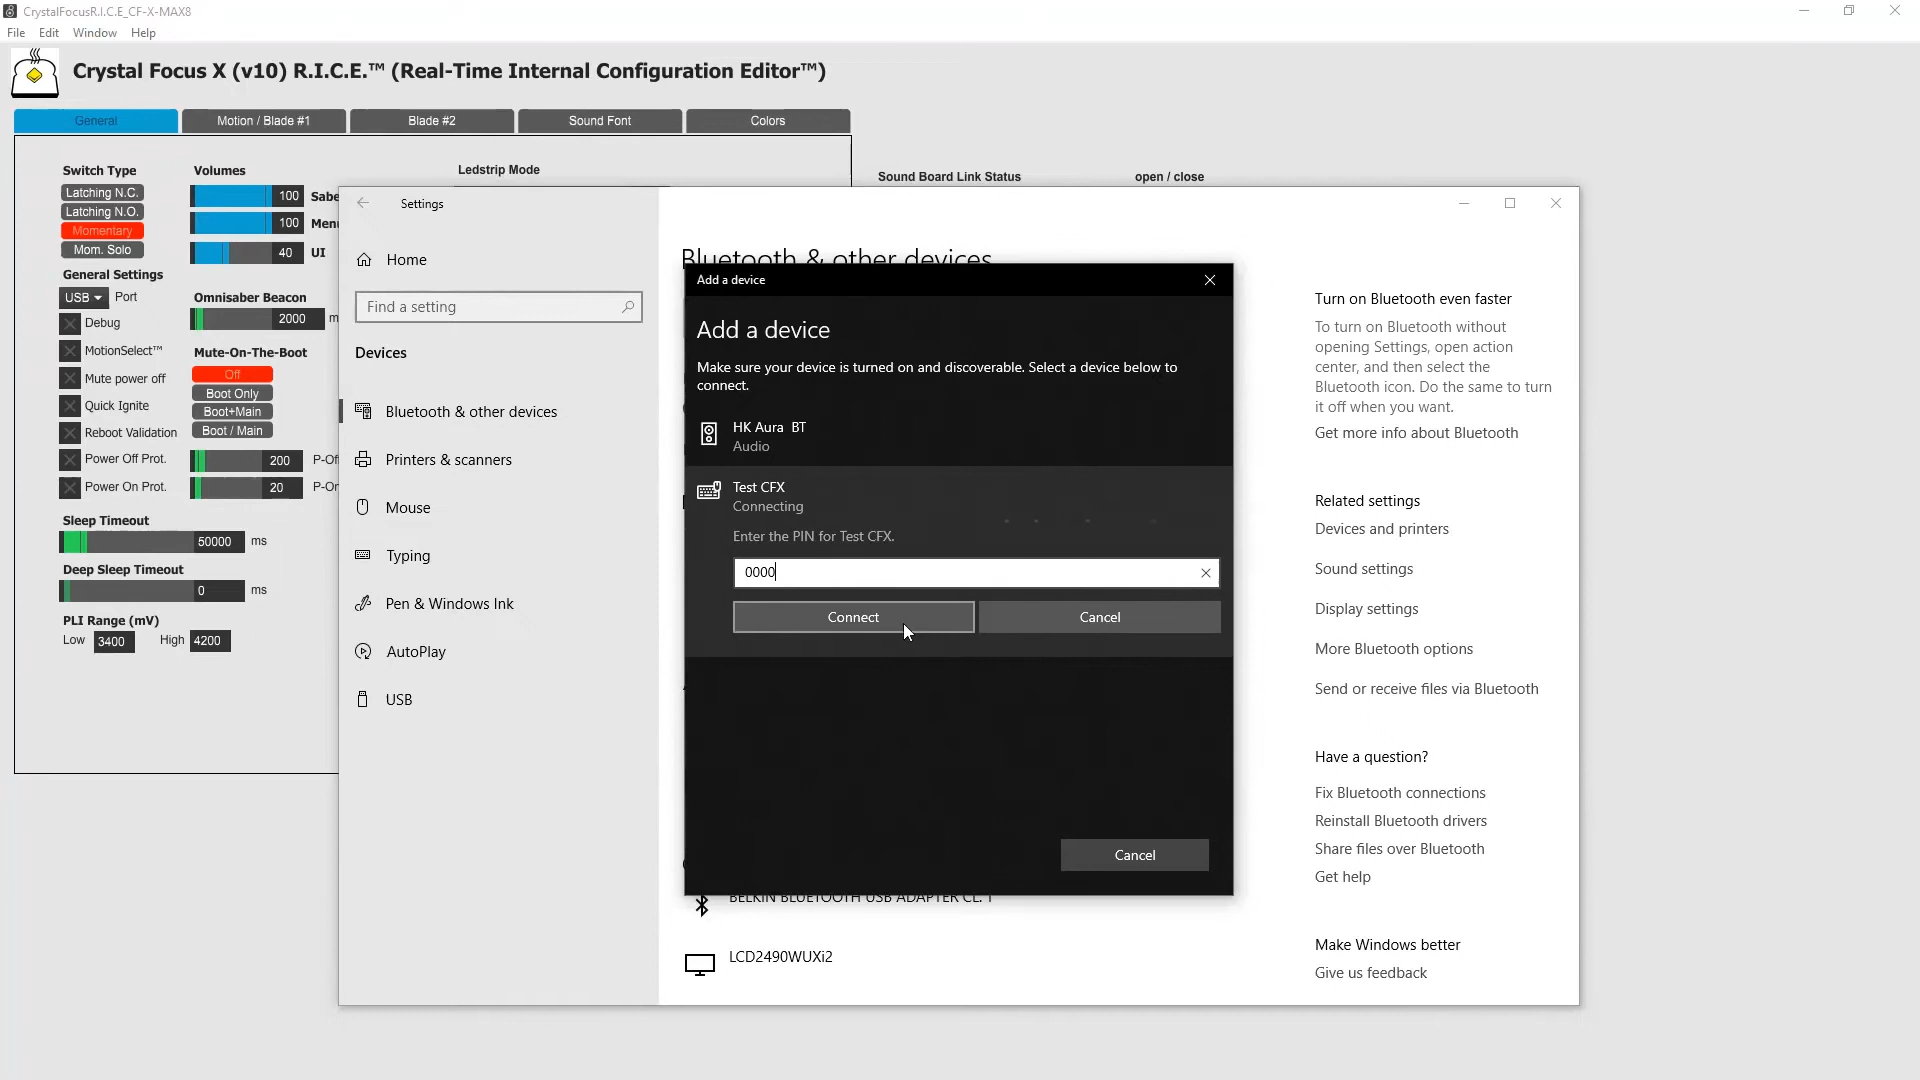 CrystalFocusR.I.C.E_CF-X-MAX8
File Edit Window Help
Crystal Focus X (v10) R.I.C.E.™ (Real-Time Internal Configuration Editor™)
General Motion / Blade #1 Blade #2 Sound Font Colors
Switch Type
Latching N.C.
Latching N.O.
Momentary
Mom. Solo
General Settings
USB Port
Debug
MotionSelect™
Mute power off
Quick Ignite
Reboot Validation
Power Off Prot.
Power On Prot.
Sleep Timeout
50000 ms
Deep Sleep Timeout
0 ms
PLI Range (mV)
Low 3400 High 4200
Volumes
100 Sabe
100 Menu
40 UI
Omnisaber Beacon
2000 m
Mute-On-The-Boot
Off
Boot Only
Boot+Main
Boot / Main
200 P-Off
20 P-On
Ledstrip Mode
Sound Board Link Status open / close
Settings
Home
Find a setting
Devices
Bluetooth & other devices
Printers & scanners
Mouse
Typing
Pen & Windows Ink
AutoPlay
USB
Bluetooth & other devices
Add a device
Add a device
Make sure your device is turned on and discoverable. Select a device below to
connect.
HK Aura BT
Audio
Test CFX
Connecting
Enter the PIN for Test CFX.
0000
Connect Cancel
Cancel
BELKIN BLUETOOTH USB ADAPTER CL. 1
LCD2490WUXi2
Turn on Bluetooth even faster
To turn on Bluetooth without
opening Settings, open action
center, and then select the
Bluetooth icon. Do the same to turn
it off when you want.
Get more info about Bluetooth
Related settings
Devices and printers
Sound settings
Display settings
More Bluetooth options
Send or receive files via Bluetooth
Have a question?
Fix Bluetooth connections
Reinstall Bluetooth drivers
Share files over Bluetooth
Get help
Make Windows better
Give us feedback